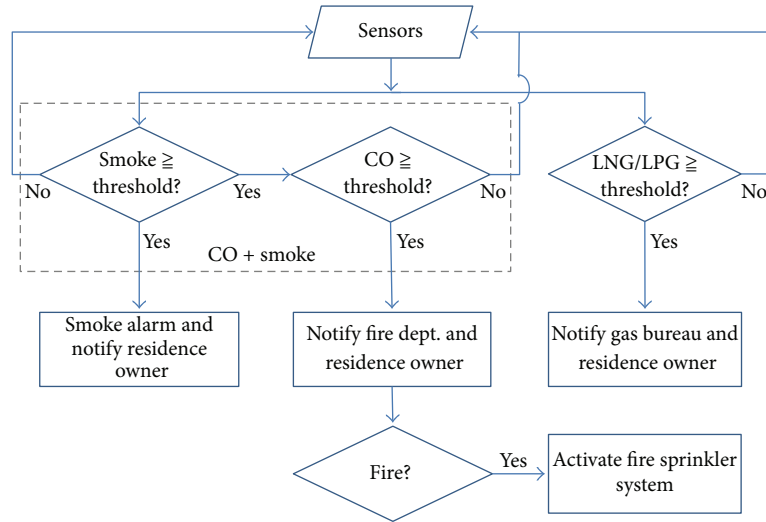 Sensors
Smoke ≧
threshold?
No
Yes
Yes
CO ≧
threshold?
No
Yes
CO + smoke
LNG/LPG ≧
threshold?
No
Yes
Smoke alarm and
notify residence
owner
Notify fire dept. and
residence owner
Notify gas bureau and
residence owner
Fire?
Yes
Activate fire sprinkler
system